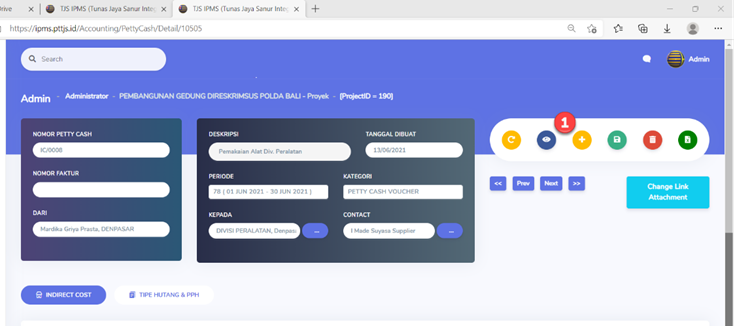 rive
TJS IPMS (Tunas Jaya Sanur Inte
TJS IPMS (Tunas Jaya Sanur Integ
https://ipms.pttjs.id/Accounting/PettyCash/Detail/10505
Search
Admin
Admin - Administrator - PEMBANGUNAN GEDUNG DIRESKRIMSUS POLDA BALI - Proyek - [ProjectID = 190]
1
NOMOR PETTY CASH
IC/0008
NOMOR FAKTUR
DARI
Mardika Griya Prasta, DENPASAR
DESKRIPSI
TANGGAL DIBUAT
Pemakaian Alat Div. Peralatan
13/06/2021
PERIODE
KATEGORI
78 ( 01 JUN 2021 - 30 JUN 2021 )
PETTY CASH VOUCHER
KEPADA
CONTACT
DIVISI PERALATAN, Denpasa
...
I Made Suyasa Supplier
...
<<
Prev
Next
>>
Change Link
Attachment
INDIRECT COST
TIPE HUTANG & PPH